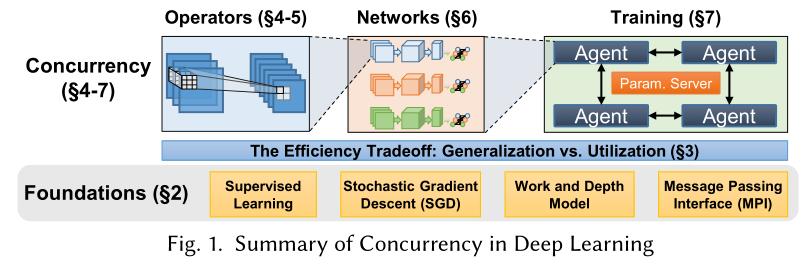 Operators (§4-5)
Networks (§6)
Training (§7)
Concurrency
(§4-7)
Agent
Agent
Param. Server
Agent
Agent
The Efficiency Tradeoff: Generalization vs. Utilization (§3)
Foundations (§2)
Supervised
Learning
Stochastic Gradient
Descent (SGD)
Work and Depth
Model
Message Passing
Interface (MPI)
Fig. 1. Summary of Concurrency in Deep Learning